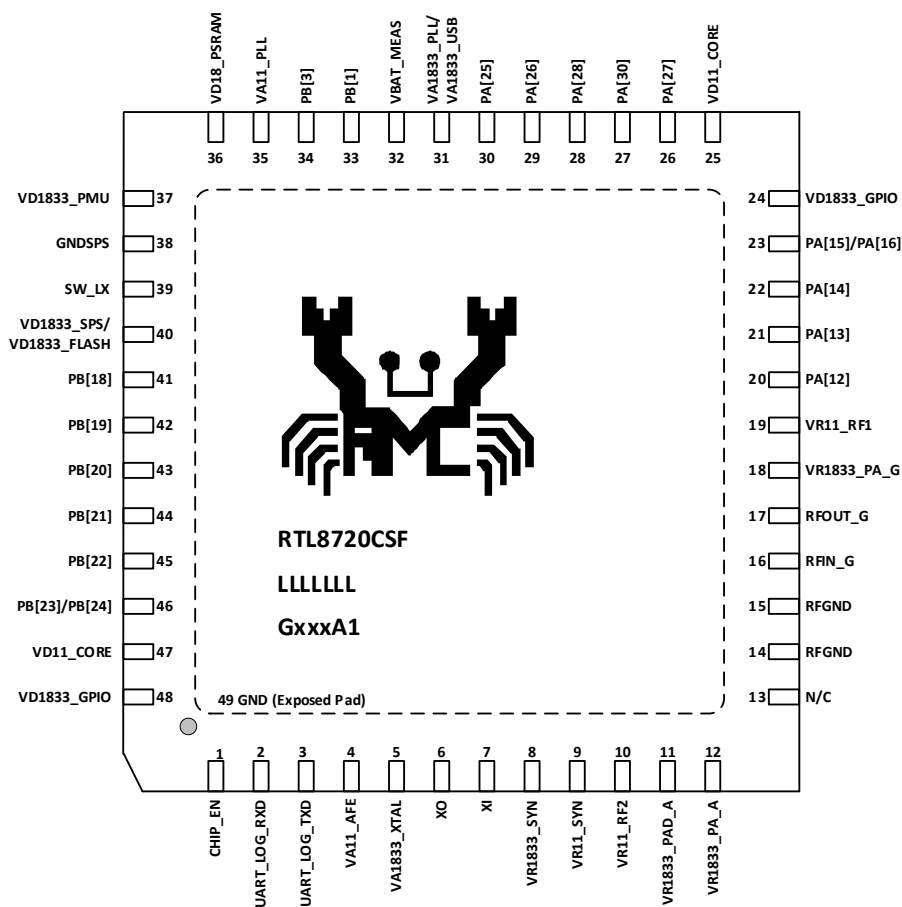 VD18_PSRAM
VA11_PLL
PB[3]
PB[1]
VBAT_MEAS
VA1833_PLL/
VA1833_USB
PA[25]
PA[26]
PA[28]
PA[30]
PA[27]
VD11_CORE
36 35 34 33 32 31 30 29 28 27 26 25
VD1833_PMU 37
GNDSPS 38
SW_LX 39
VD1833_SPS/
VD1833_FLASH 40
PB[18] 41
PB[19] 42
PB[20] 43
PB[21] 44
PB[22] 45
PB[23]/PB[24] 46
VD11_CORE 47
VD1833_GPIO 48
24 VD1833_GPIO
23 PA[15]/PA[16]
22 PA[14]
21 PA[13]
20 PA[12]
19 VR11_RF1
18 VR1833_PA_G
17 RFOUT_G
16 RFIN_G
15 RFGND
14 RFGND
13 N/C
AMC
RTL8720CSF
LLLLLLL
GxxxA1
49 GND (Exposed Pad)
1 2 3 4 5 6 7 8 9 10 11 12
CHIP_EN
UART_LOG_RXD
UART_LOG_TXD
VA11_AFE
VA1833_XTAL
XO
XI
VR1833_SYN
VR11_SYN
VR11_RF2
VR1833_PAD_A
VR1833_PA_A